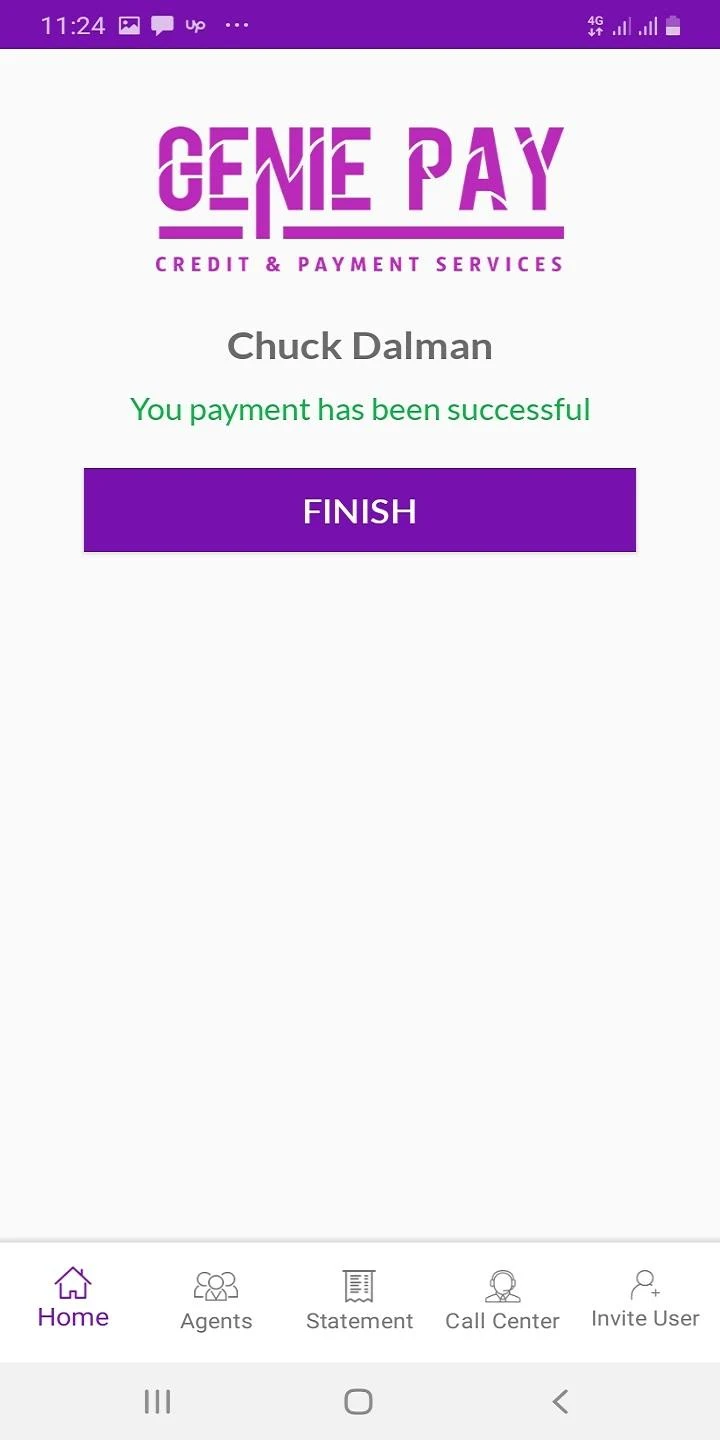 11:24 up ...
4G
GENIE PAY
CREDIT & PAYMENT SERVICES
Chuck Dalman
You payment has been successful
FINISH
Home Agents Statement Call Center Invite User